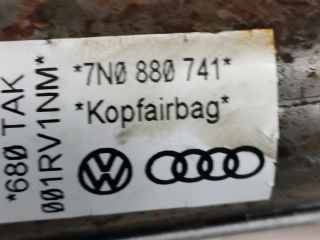 *7N0 880 741*
*Kopfairbag*
*680 TAK
001RV1NM*